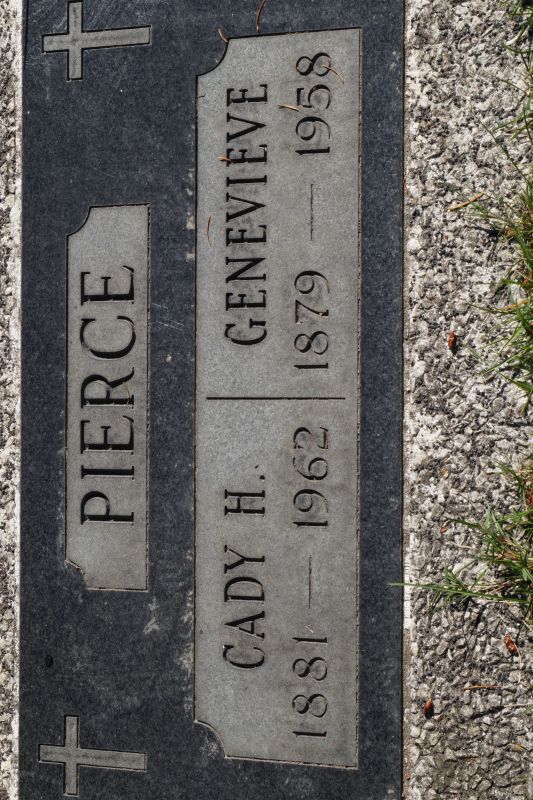 PIERCE
CADY H.
1881 — 1962
GENEVIEVE
1879 — 1958